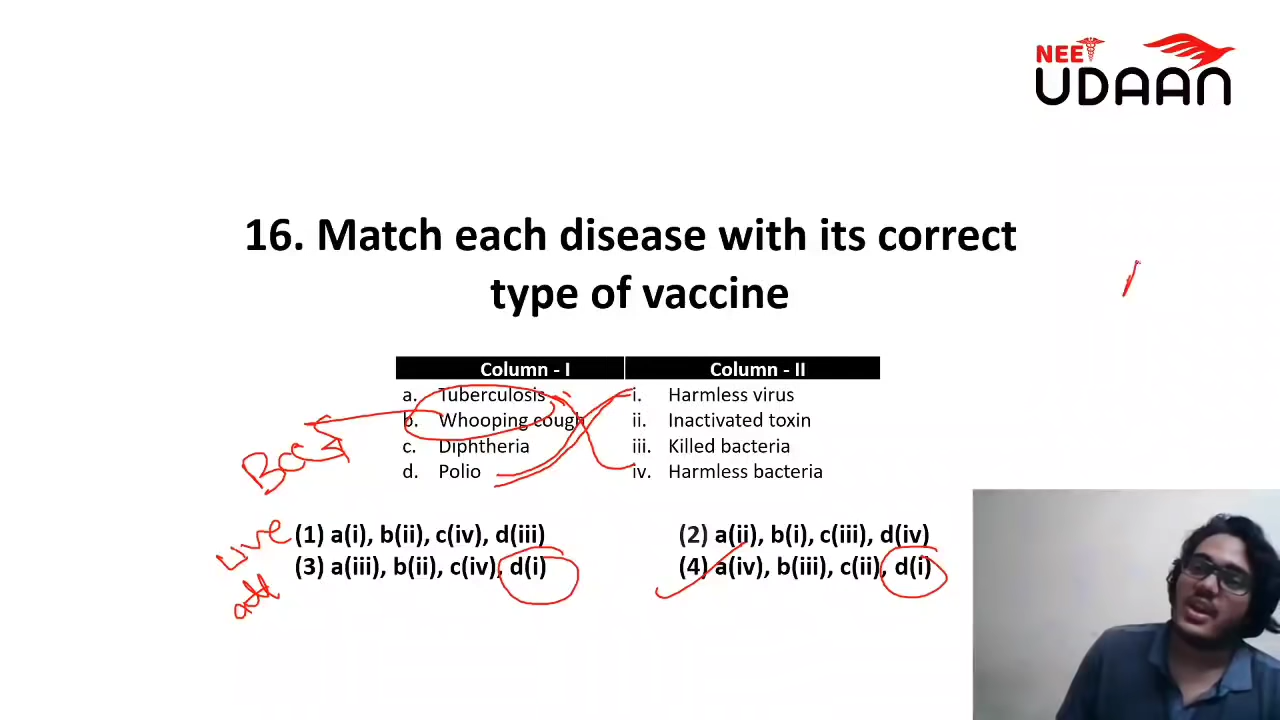 NEET
UDAAN
16. Match each disease with its correct
type of vaccine
Column - I Column - II
a. Tuberculosis i. Harmless virus
b. Whooping cough ii. Inactivated toxin
c. Diphtheria iii. Killed bacteria
d. Polio iv. Harmless bacteria
BCG
Live
att
(1) a(i), b(ii), c(iv), d(iii) (2) a(ii), b(i), c(iii), d(iv)
(3) a(iii), b(ii), c(iv), d(i) (4) a(iv), b(iii), c(ii), d(i)